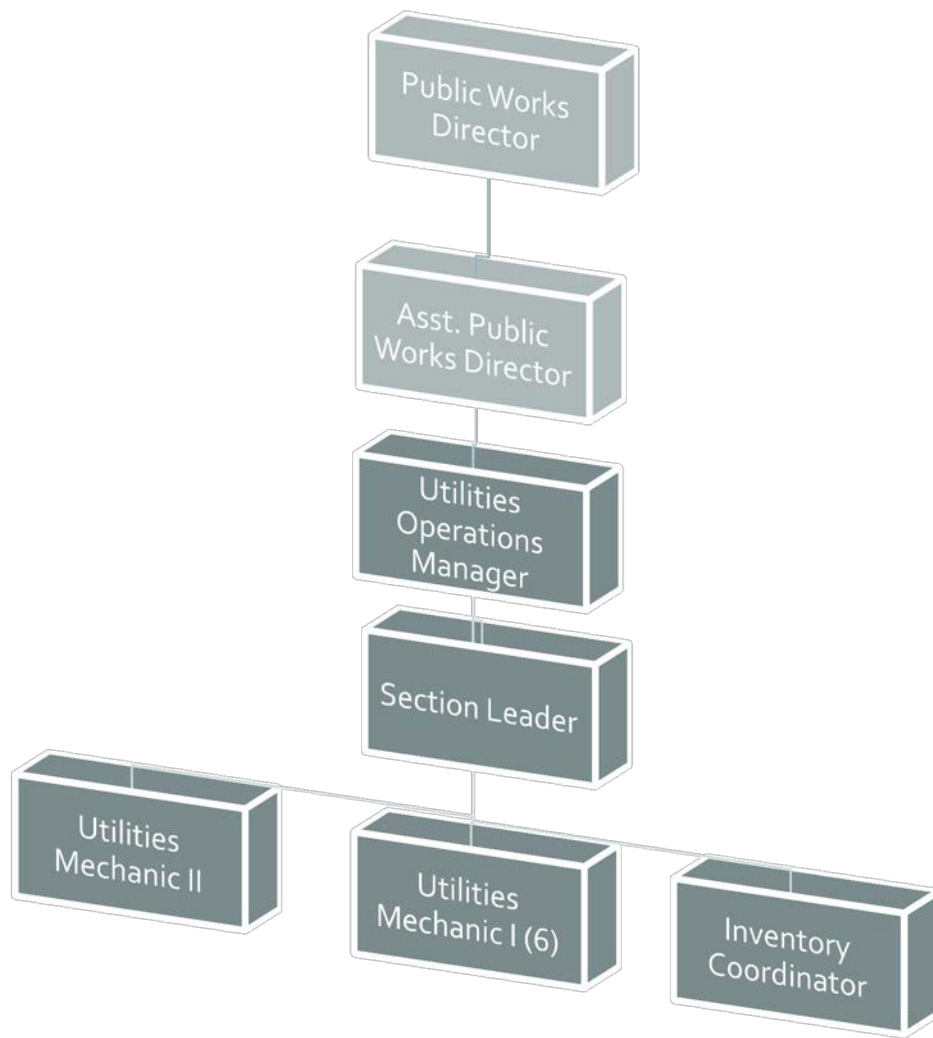 Public Works
Director
Asst. Public
Works Director
Utilities
Operations
Manager
Section Leader
Utilities
Mechanic II
Utilities
Mechanic I (6)
Inventory
Coordinator